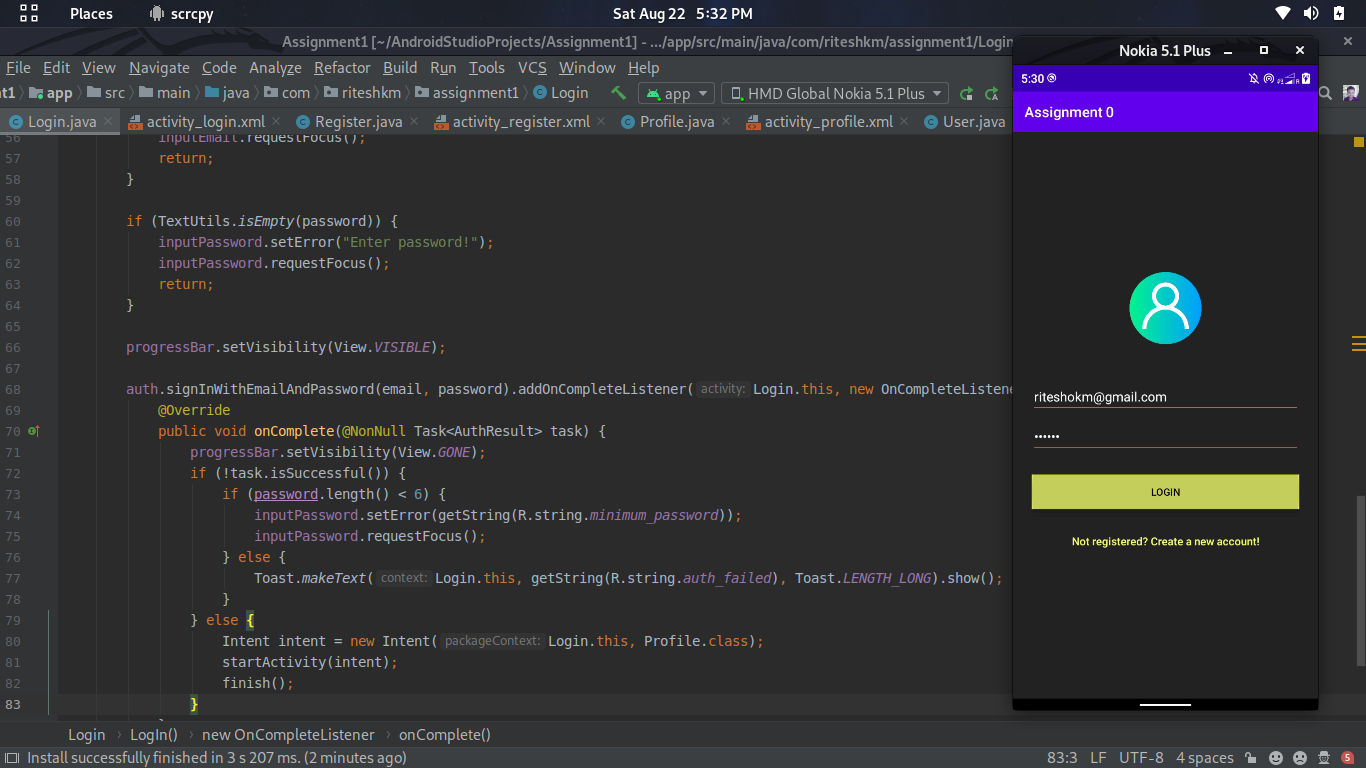 Places scrcpy Sat Aug 22 5:32 PM
Assignment1 [~/AndroidStudioProjects/Assignment1] - .../app/src/main/java/com/riteshkm/assignment1/Login
File Edit View Navigate Code Analyze Refactor Build Run Tools VCS Window Help
t1 app src main java com riteshkm assignment1 Login app HMD Global Nokia 5.1 Plus
Login.java activity_login.xml Register.java activity_register.xml Profile.java activity_profile.xml User.java
56 inputEmail.requestFocus();
57 return;
58 }
59
60 if (TextUtils.isEmpty(password)) {
61 inputPassword.setError("Enter password!");
62 inputPassword.requestFocus();
63 return;
64 }
65
66 progressBar.setVisibility(View.VISIBLE);
67
68 auth.signInWithEmailAndPassword(email, password).addOnCompleteListener( activity: Login.this, new OnCompleteListene
69 @Override
70 public void onComplete(@NonNull Task<AuthResult> task) {
71 progressBar.setVisibility(View.GONE);
72 if (!task.isSuccessful()) {
73 if (password.length() < 6) {
74 inputPassword.setError(getString(R.string.minimum_password));
75 inputPassword.requestFocus();
76 } else {
77 Toast.makeText( context: Login.this, getString(R.string.auth_failed), Toast.LENGTH_LONG).show();
78 }
79 } else {
80 Intent intent = new Intent( packageContext: Login.this, Profile.class);
81 startActivity(intent);
82 finish();
83 }
Login LogIn() new OnCompleteListener onComplete()
Install successfully finished in 3 s 207 ms. (2 minutes ago) 83:3 LF UTF-8 4 spaces 5
Nokia 5.1 Plus
5:30
Assignment 0
riteshokm@gmail.com
••••••
LOGIN
Not registered? Create a new account!